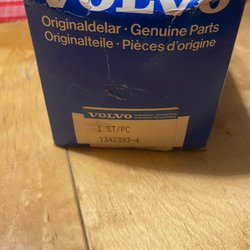 VOLVO
Originaldelar · Genuine Parts
Originalteile · Pièces d'origine
VOLVO
1 ST/PC
1342393-4